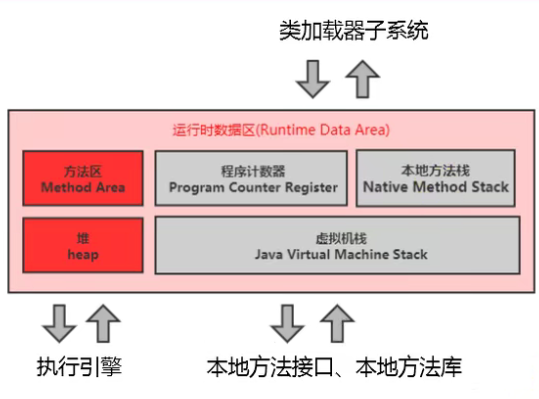 类加载器子系统
运行时数据区(Runtime Data Area)
方法区
Method Area
程序计数器
Program Counter Register
本地方法栈
Native Method Stack
堆
heap
虚拟机栈
Java Virtual Machine Stack
执行引擎
本地方法接口、本地方法库